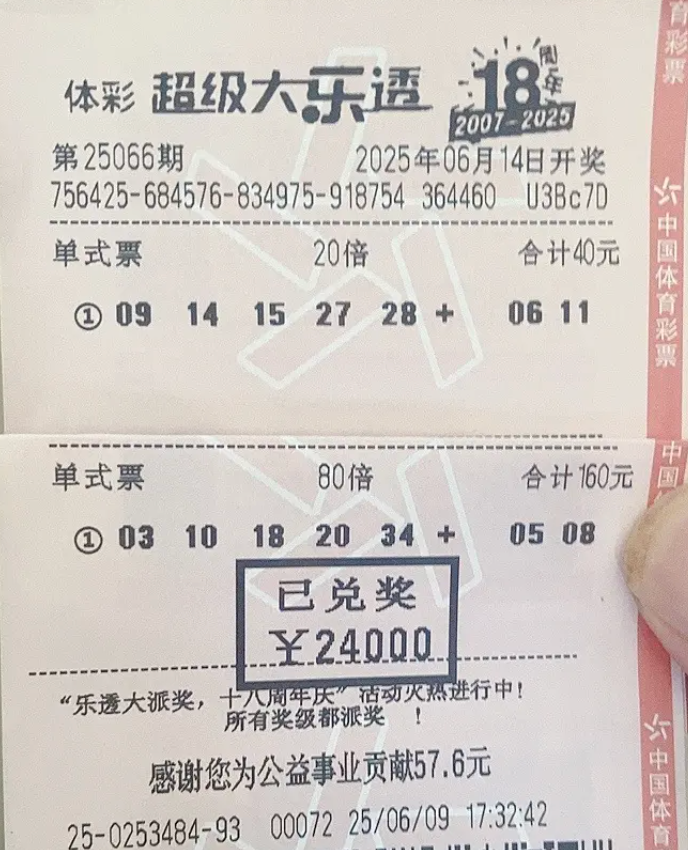 体彩 超级大乐透 18周年 2007-2025
第25066期 2025年06月14日开奖
756425-684576-834975-918754 364460 U3Bc7D
单式票 20倍 合计40元
① 09 14 15 27 28 + 06 11
单式票 80倍 合计160元
① 03 10 18 20 34 + 05 08
已兑奖
￥24000
“乐透大派奖，十八周年庆”活动火热进行中！
所有奖级都派奖 ！
感谢您为公益事业贡献57.6元
25-0253484-93 00072 25/06/09 17:32:42
育彩票
中国体育彩票
中国
中国体育